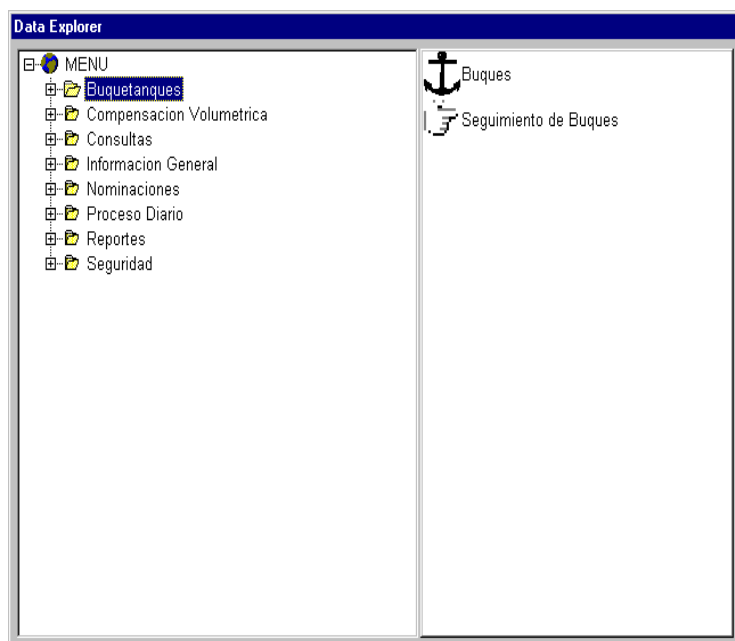 Data Explorer
MENU
Buquetanques
Compensacion Volumetrica
Consultas
Informacion General
Nominaciones
Proceso Diario
Reportes
Seguridad
Buques
Seguimiento de Buques